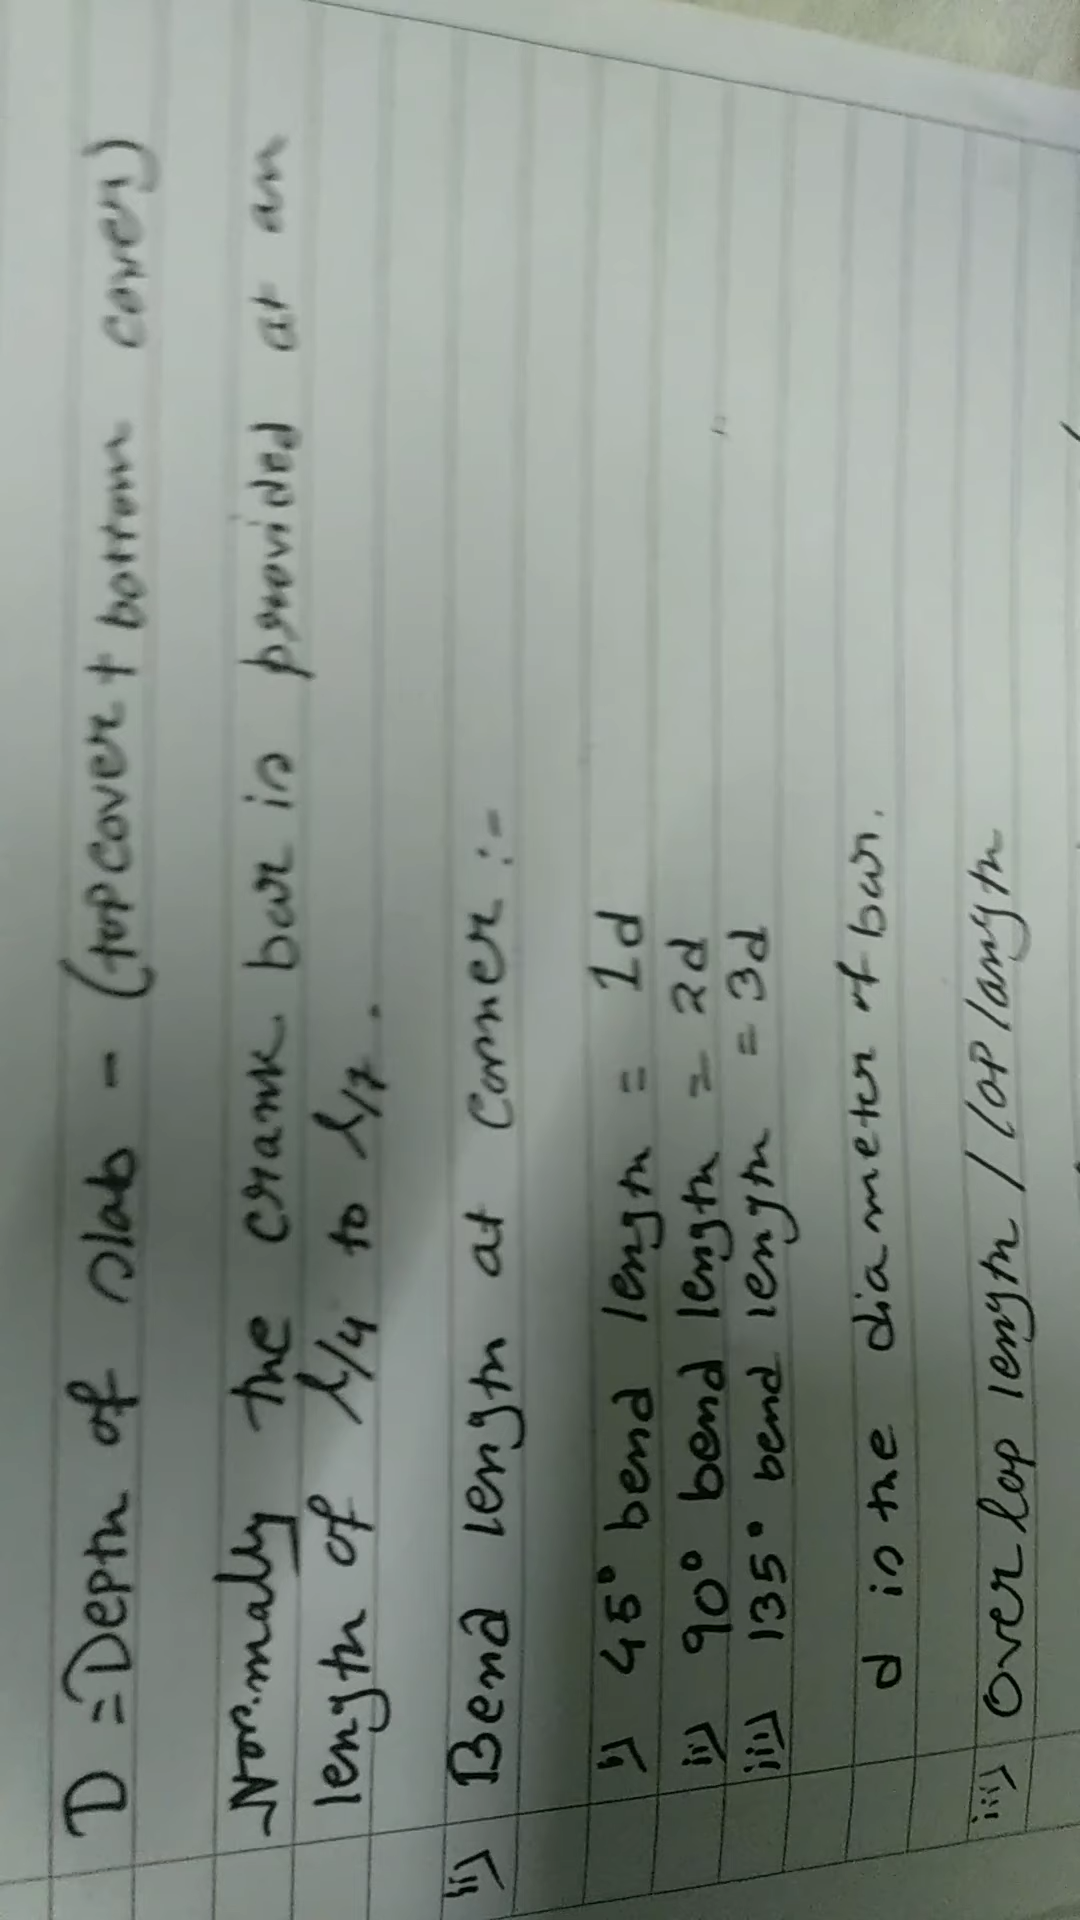 D = Depth of slab - (top cover + bottom cover)
Normally the crank bar is provided at an
length of l/4 to l/7.
ii) Bend length at Corner :-
i) 45° bend length = 1d
ii) 90° bend length = 2d
iii) 135° bend length = 3d
d is the diameter of bar.
iii) Over lap length / lap length